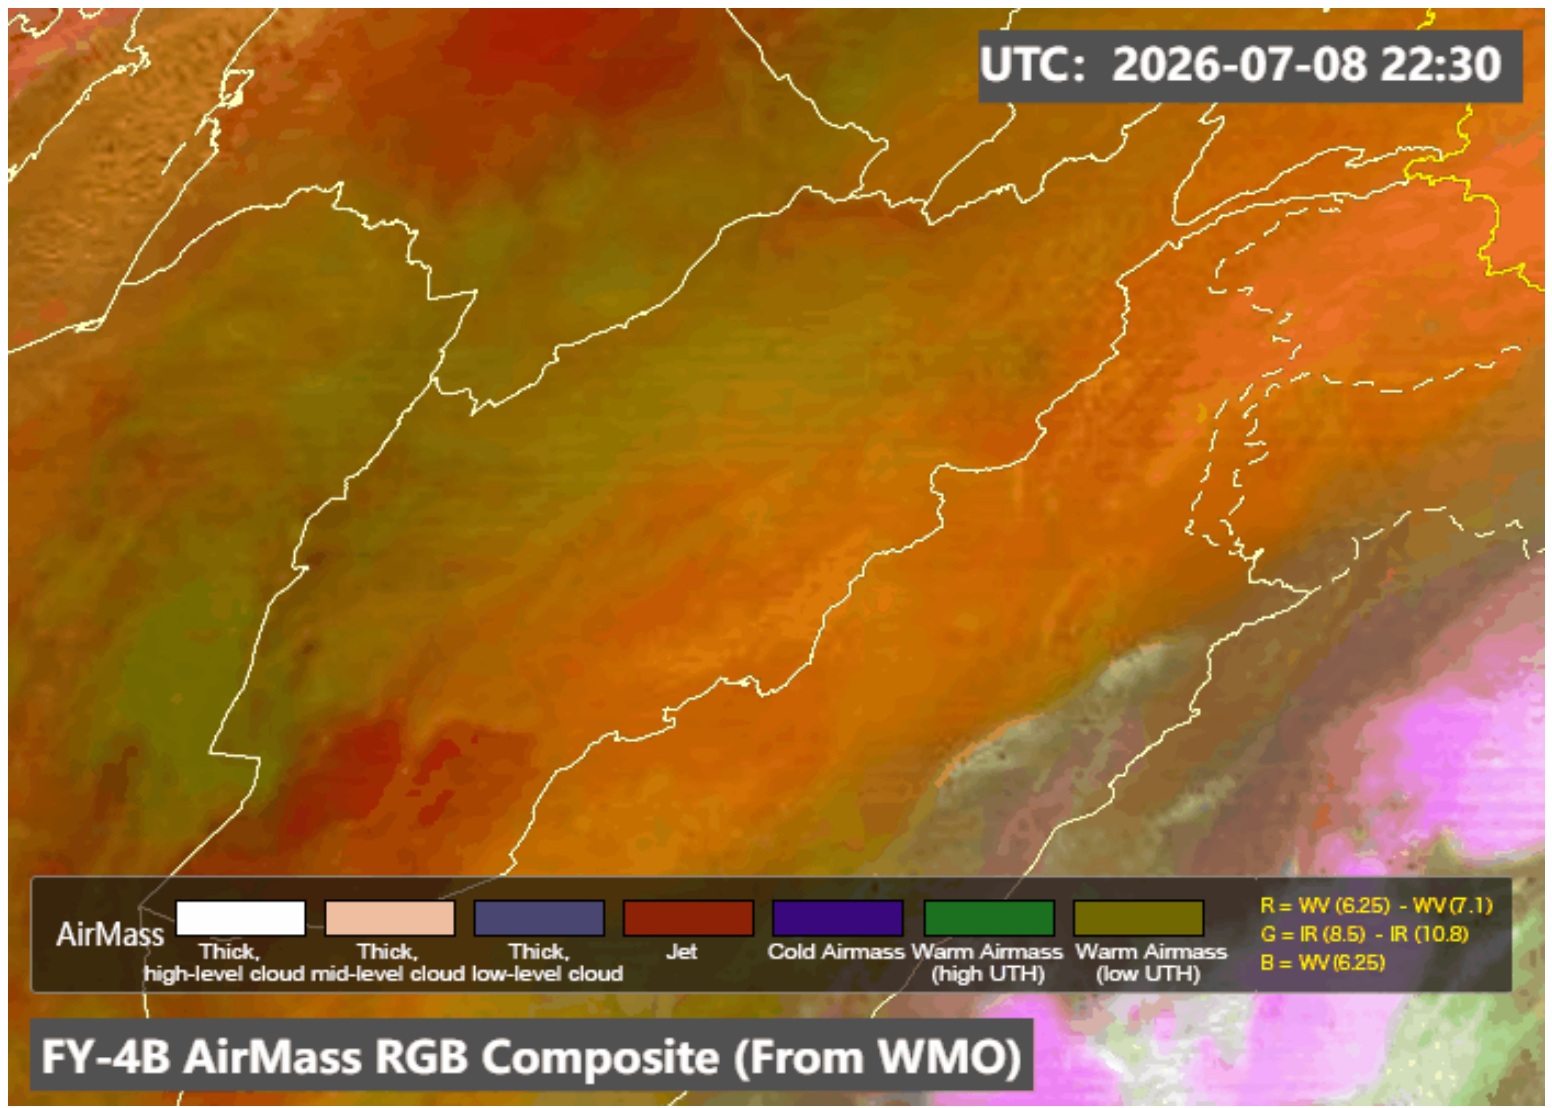 UTC: 2026-07-08 22:30
AirMass
Thick,
high-level cloud
Thick,
mid-level cloud
Thick,
low-level cloud
Jet
Cold Airmass
Warm Airmass
(high UTH)
Warm Airmass
(low UTH)
R = WV (6.25) - WV (7.1)
G = IR (8.5) - IR (10.8)
B = WV (6.25)
FY-4B AirMass RGB Composite (From WMO)